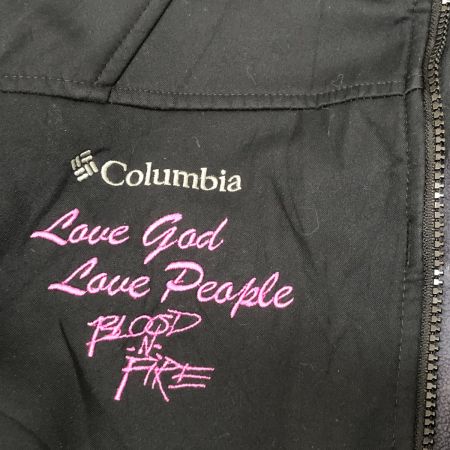 Columbia
Love God
Love People
BLOOD
-N-
FIRE